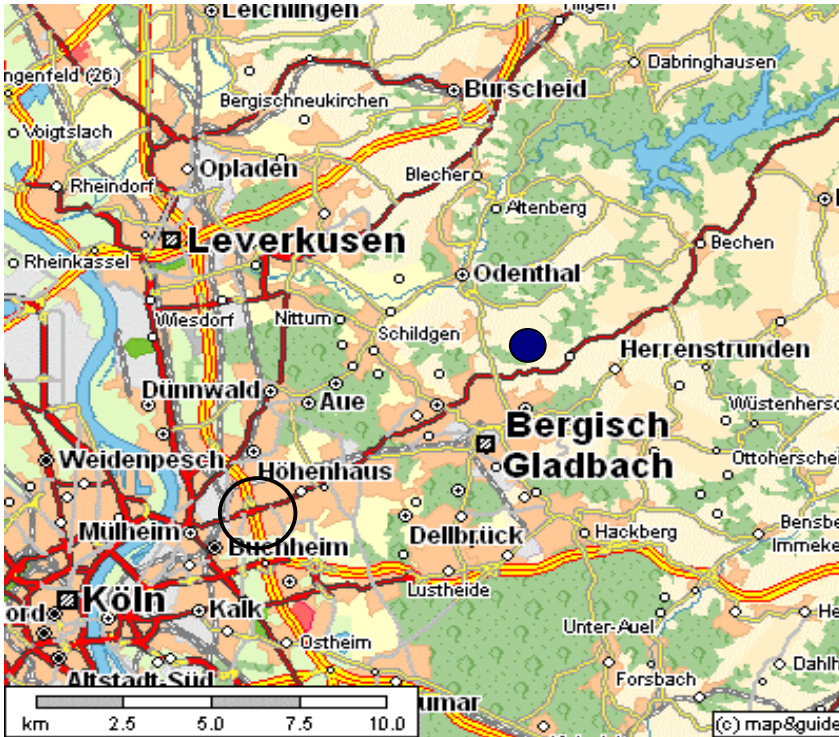 Leichlingen
ngenfeld (26)
Dabringhausen
Burscheid
Bergischneukirchen
Voigtslach
Opladen
Blecher
Rheindorf
Altenberg
Leverkusen
Bechen
Rheinkassel
Odenthal
Wiesdorf
Nittum
Schildgen
Herrenstrunden
Dünnwald
Aue
Wüstenhersc
Bergisch
Gladbach
Weidenpesch
Höhenhaus
Ottoherscheid
Mülheim
Buchheim
Dellbrück
Hackberg
Bensbe
Immeke
Köln
ord
Kalk
Lustheide
He
Ostheim
Unter-Auel
Forsbach
Dahlh
Altstadt-Süd
umar
km 2.5 5.0 7.5 10.0
(c) map&guide